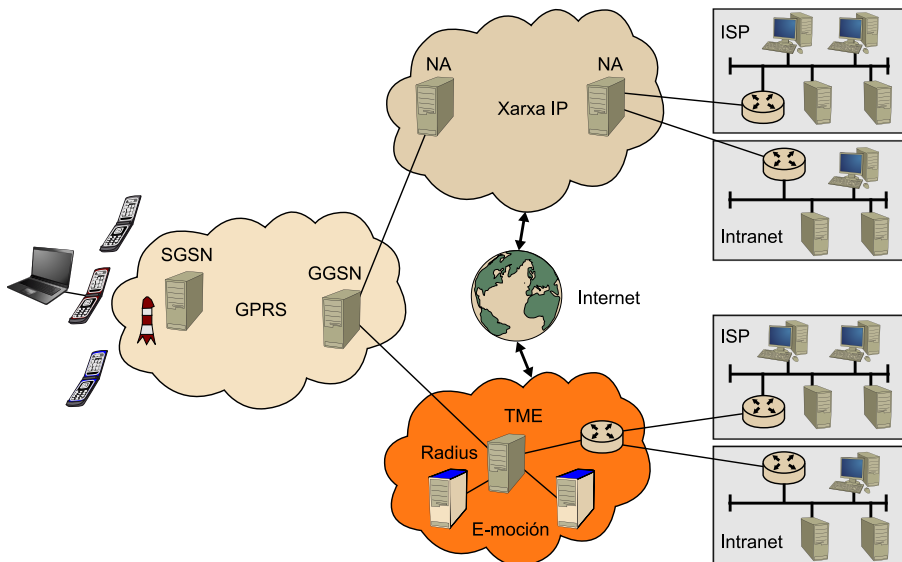 ISP
NA
NA
Xarxa IP
Intranet
SGSN
GGSN
GPRS
Internet
ISP
TME
Radius
E-moción
Intranet